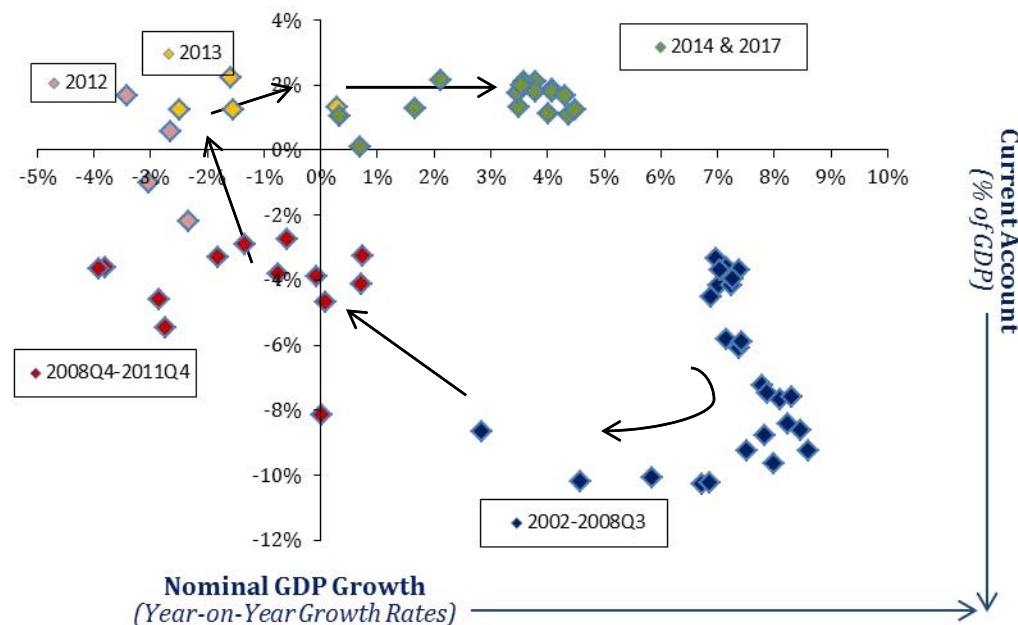 4%
2013
2014 & 2017
2012
2%
0%
-5% -4% -3% -2% -1% 0% 1% 2% 3% 4% 5% 6% 7% 8% 9% 10%
-2%
-4%
-6%
2008Q4-2011Q4
-8%
-10%
2002-2008Q3
-12%
Current Account
(% of GDP)
Nominal GDP Growth
(Year-on-Year Growth Rates)